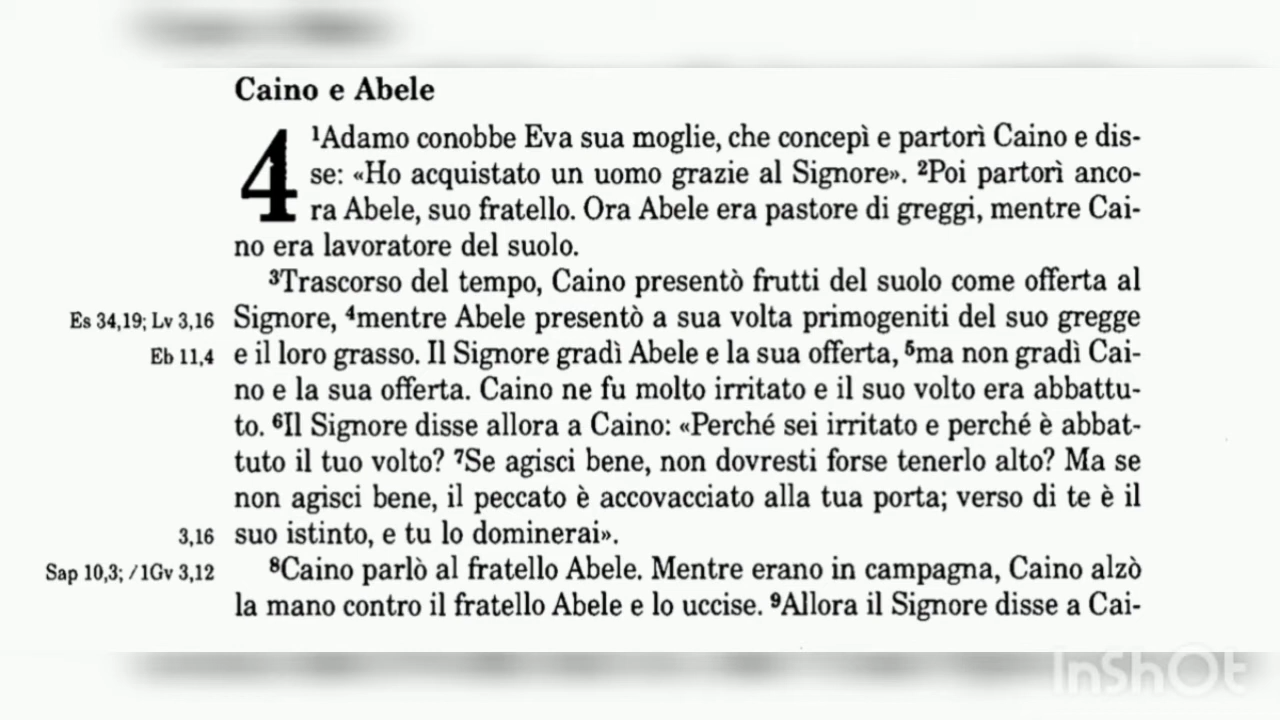 Caino e Abele
4 ¹Adamo conobbe Eva sua moglie, che concepì e partorì Caino e dis-
se: «Ho acquistato un uomo grazie al Signore». ²Poi partorì anco-
ra Abele, suo fratello. Ora Abele era pastore di greggi, mentre Cai-
no era lavoratore del suolo.
³Trascorso del tempo, Caino presentò frutti del suolo come offerta al
Es 34,19; Lv 3,16 Signore, ⁴mentre Abele presentò a sua volta primogeniti del suo gregge
Eb 11,4 e il loro grasso. Il Signore gradì Abele e la sua offerta, ⁵ma non gradì Cai-
no e la sua offerta. Caino ne fu molto irritato e il suo volto era abbattu-
to. ⁶Il Signore disse allora a Caino: «Perché sei irritato e perché è abbat-
tuto il tuo volto? ⁷Se agisci bene, non dovresti forse tenerlo alto? Ma se
non agisci bene, il peccato è accovacciato alla tua porta; verso di te è il
3,16 suo istinto, e tu lo dominerai».
Sap 10,3; /1Gv 3,12 ⁸Caino parlò al fratello Abele. Mentre erano in campagna, Caino alzò
la mano contro il fratello Abele e lo uccise. ⁹Allora il Signore disse a Cai-
InShOt